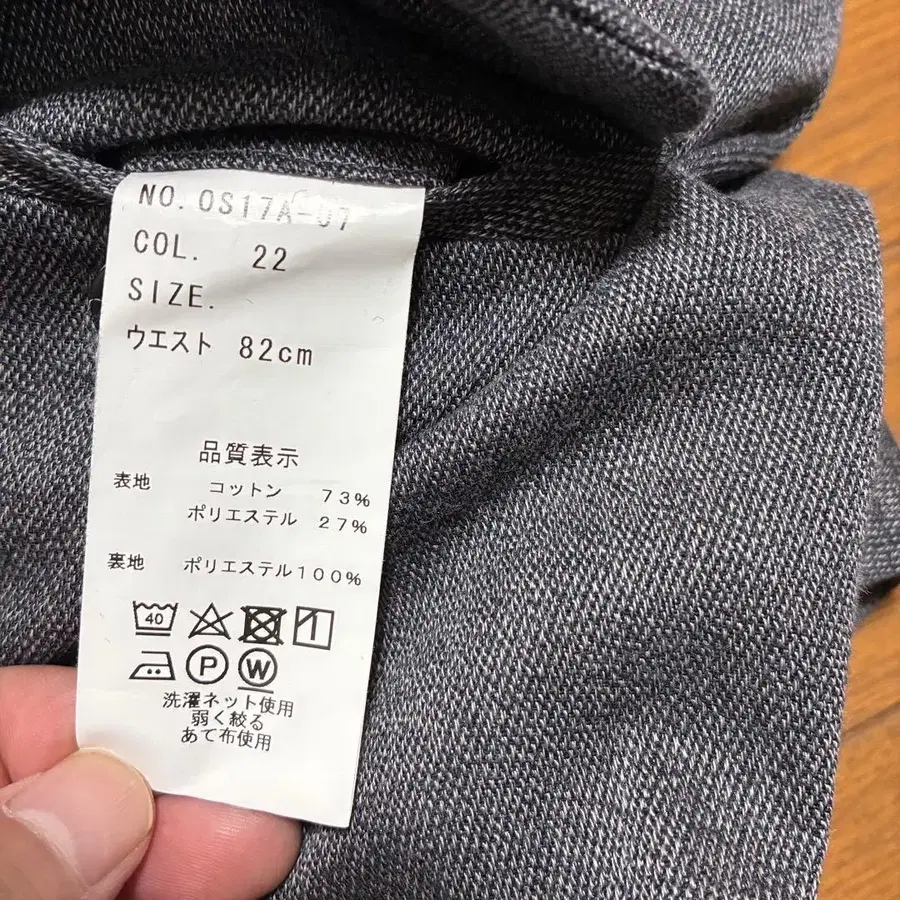 NO. OS17A-07
COL. 22
SIZE.
ウエスト 82cm
品質表示
表地 コットン 73%
ポリエステル 27%
裏地 ポリエステル100%
40
P
W
洗濯ネット使用
弱く絞る
あて布使用